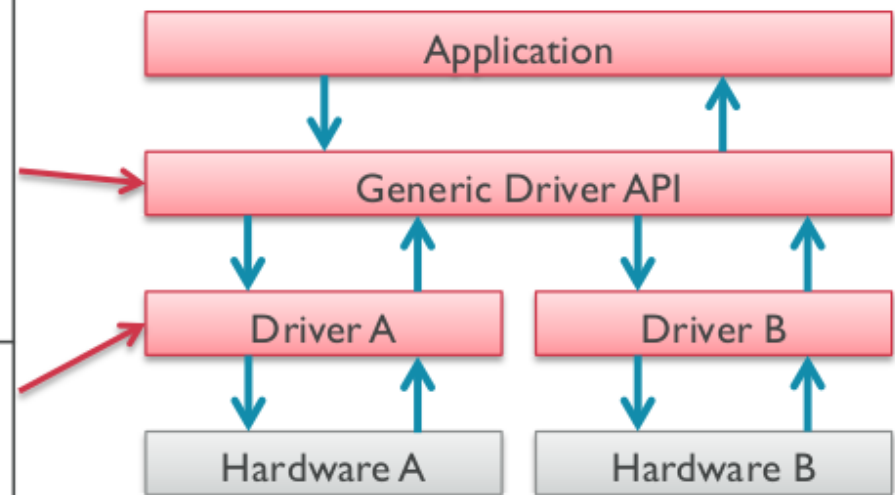 Application
Generic Driver API
Driver A
Driver B
Hardware A
Hardware B